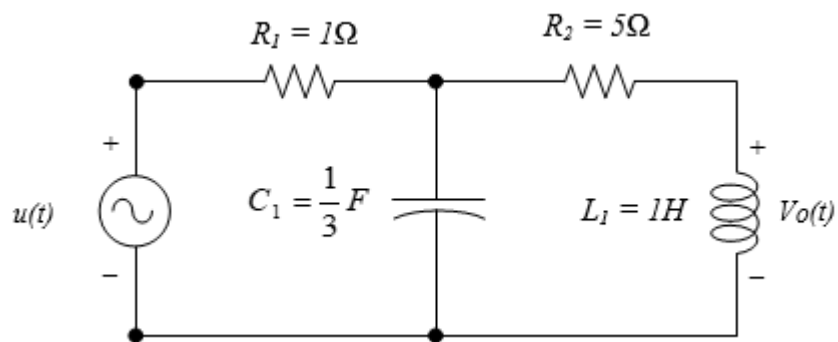 R₁ = 1Ω
R₂ = 5Ω
+
+
u(t)
C₁ = 1/3 F
L₁ = 1H
Vo(t)
−
−